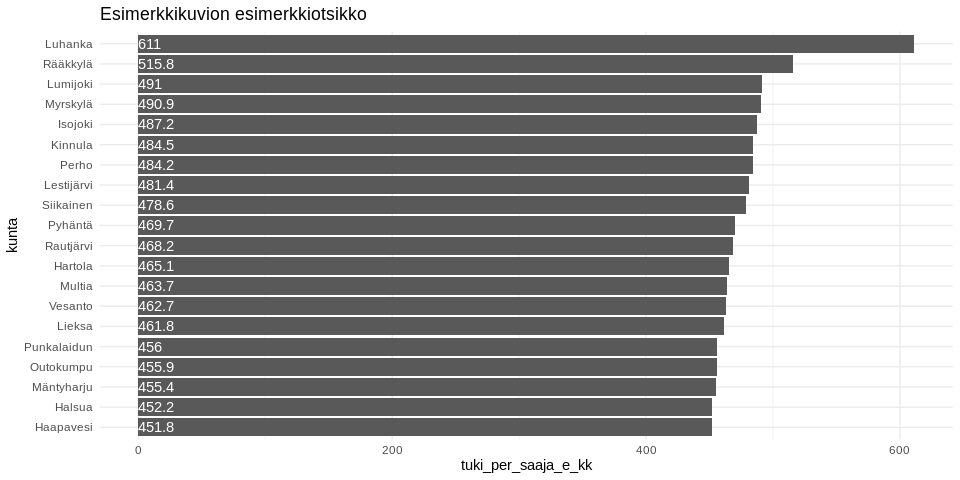 Esimerkkikuvion esimerkkiotsikko
kunta
Luhanka 611
Rääkkylä 515.8
Lumijoki 491
Myrskylä 490.9
Isojoki 487.2
Kinnula 484.5
Perho 484.2
Lestijärvi 481.4
Siikainen 478.6
Pyhäntä 469.7
Rautjärvi 468.2
Hartola 465.1
Multia 463.7
Vesanto 462.7
Lieksa 461.8
Punkalaidun 456
Outokumpu 455.9
Mäntyharju 455.4
Halsua 452.2
Haapavesi 451.8
0 200 400 600
tuki_per_saaja_e_kk